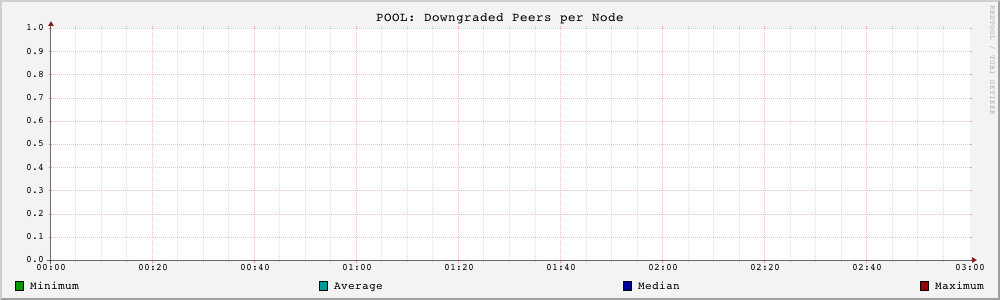 POOL: Downgraded Peers per Node
1.0
0.9
0.8
0.7
0.6
0.5
0.4
0.3
0.2
0.1
0.0
00:00 00:20 00:40 01:00 01:20 01:40 02:00 02:20 02:40 03:00
Minimum Average Median Maximum
RRDTOOL / TOBI OETIKER